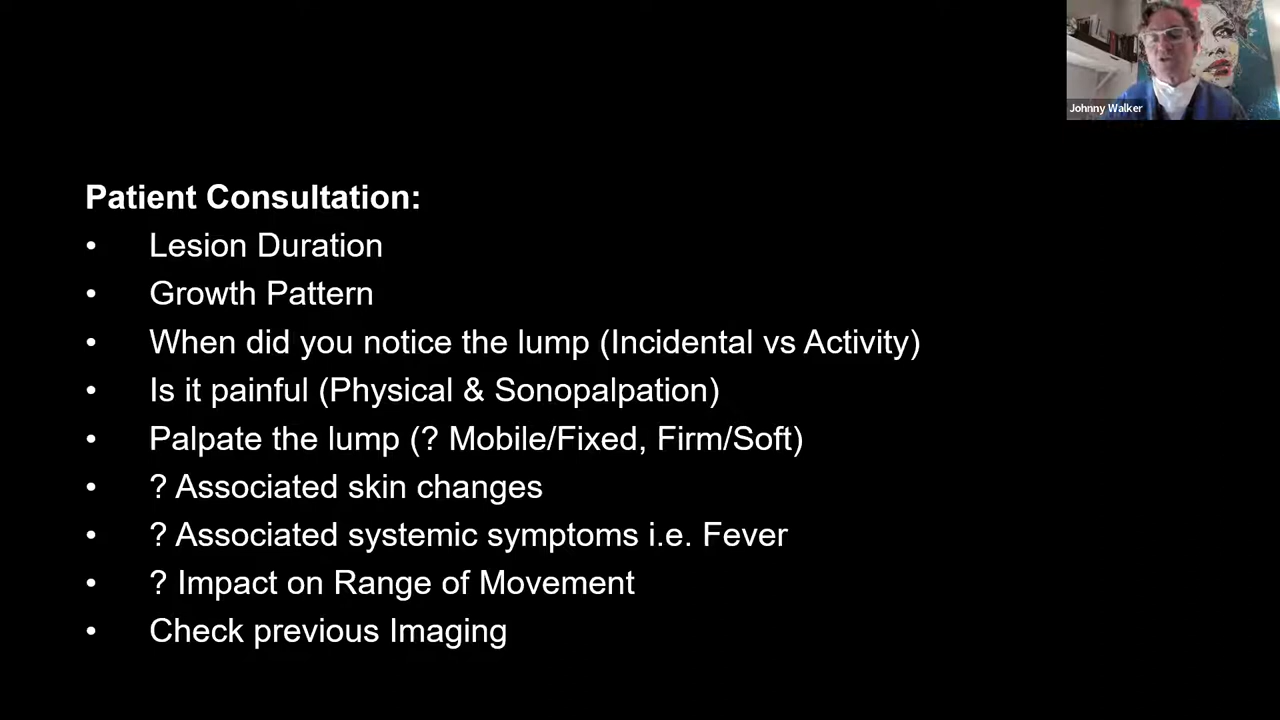 Johnny Walker
Patient Consultation:
• Lesion Duration
• Growth Pattern
• When did you notice the lump (Incidental vs Activity)
• Is it painful (Physical & Sonopalpation)
• Palpate the lump (? Mobile/Fixed, Firm/Soft)
• ? Associated skin changes
• ? Associated systemic symptoms i.e. Fever
• ? Impact on Range of Movement
• Check previous Imaging